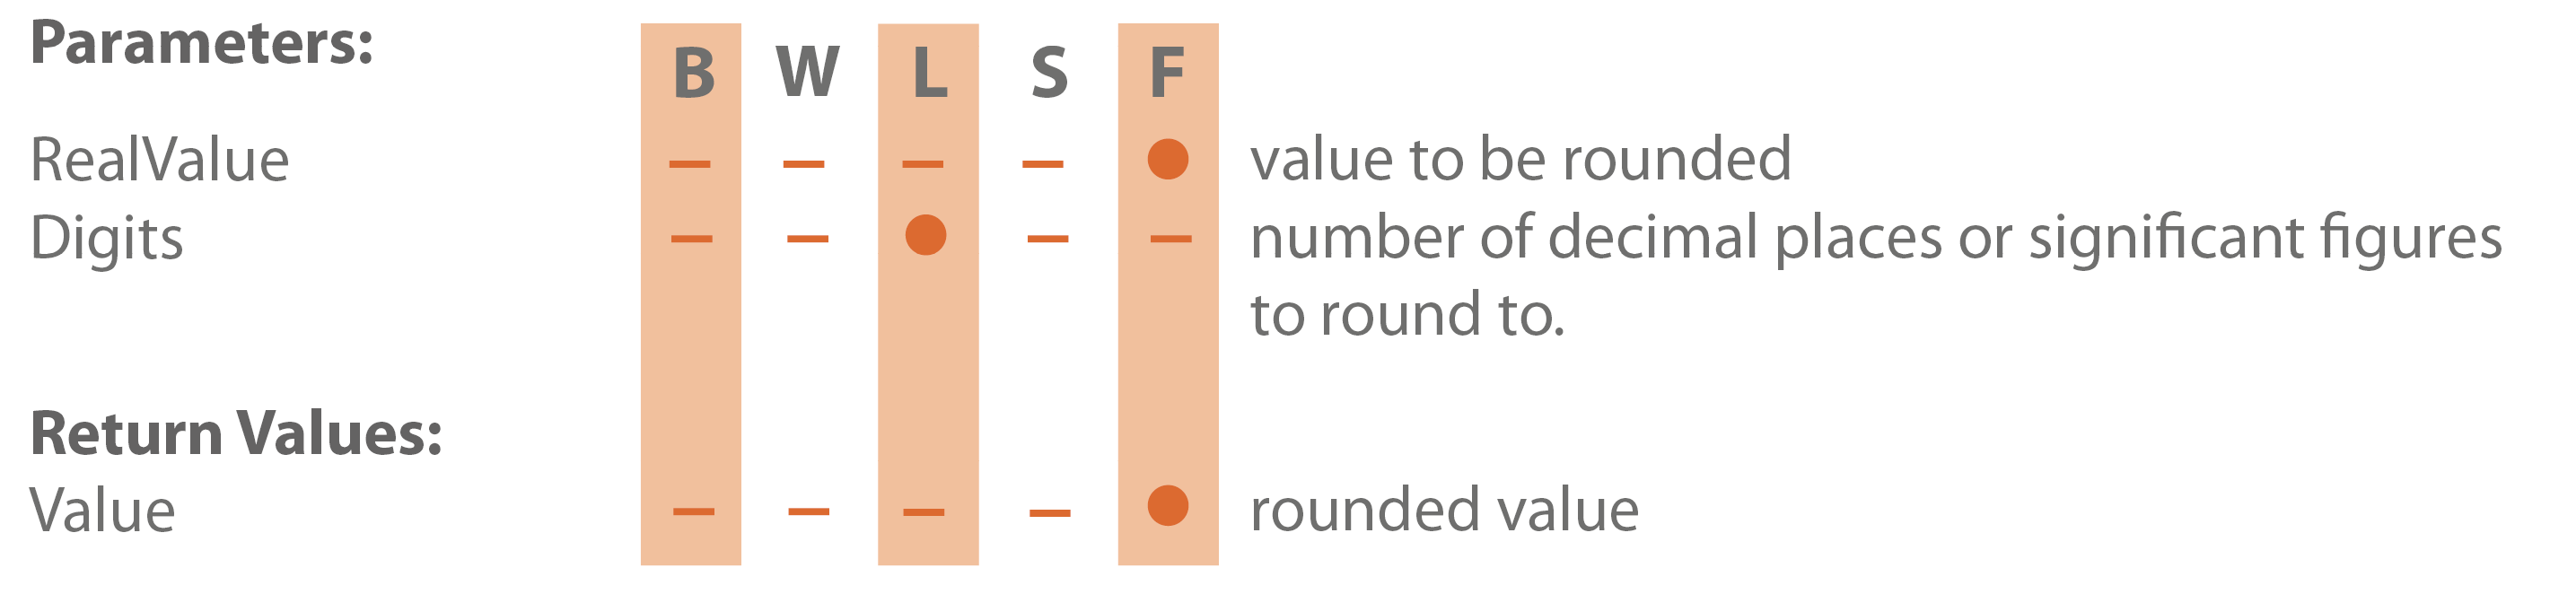 Parameters: B W L S F
RealValue – – – – ● value to be rounded
Digits – – ● – – number of decimal places or significant figures
to round to.
Return Values:
Value – – – – ● rounded value